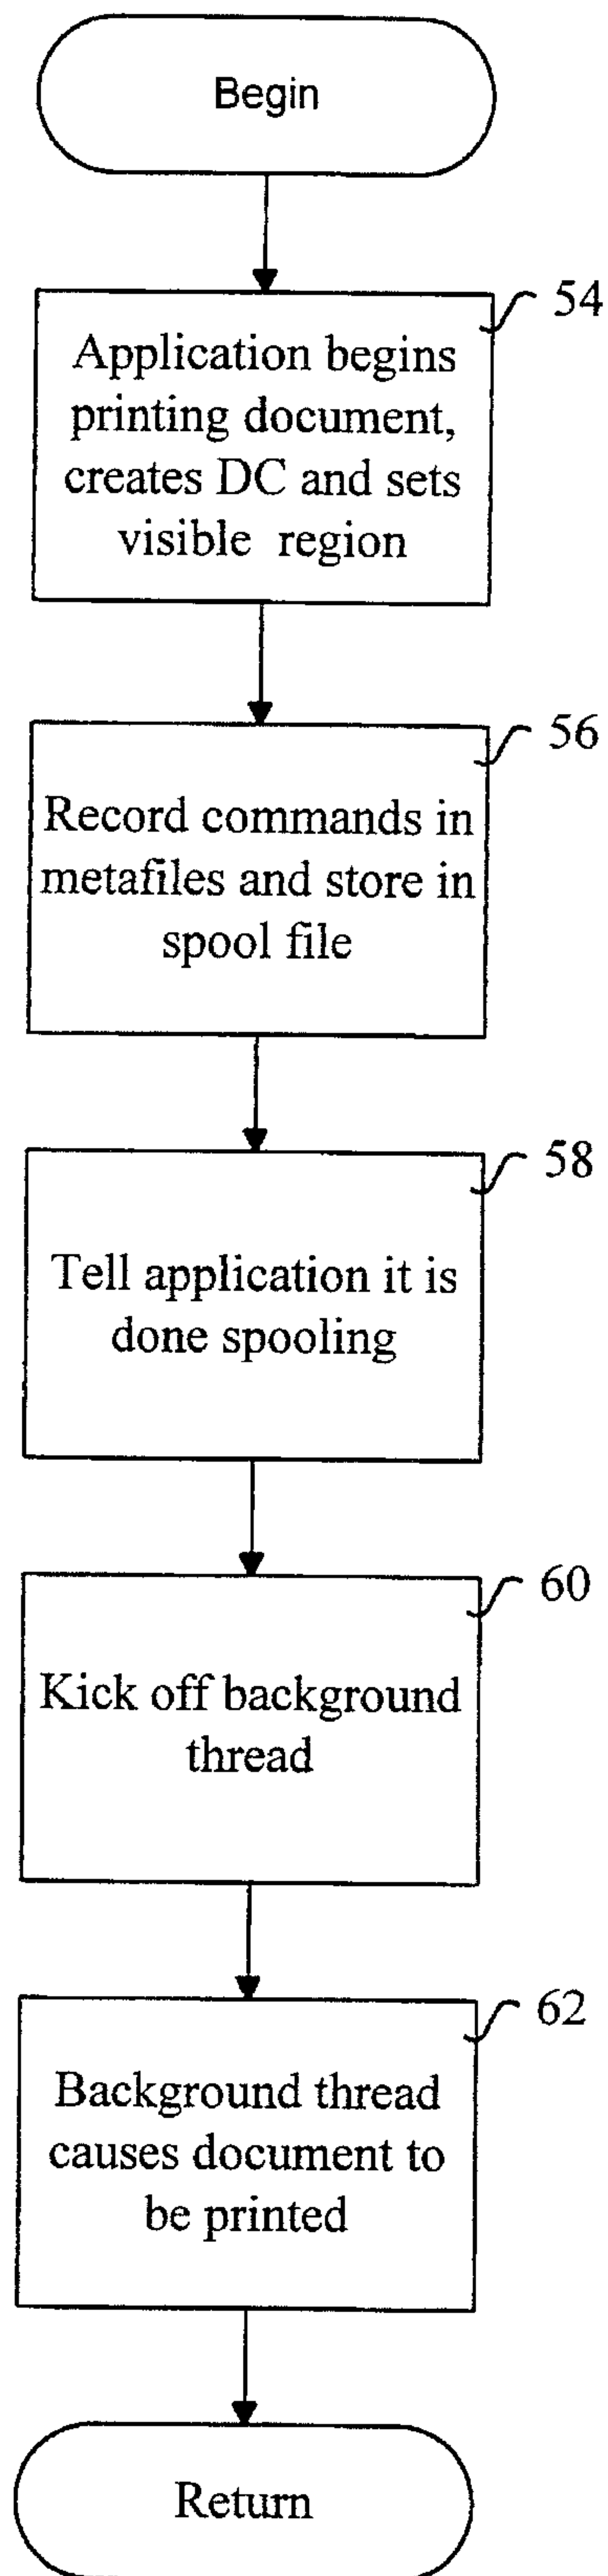 Begin
54
Application begins
printing document,
creates DC and sets
visible region
56
Record commands in
metafiles and store in
spool file
58
Tell application it is
done spooling
60
Kick off background
thread
62
Background thread
causes document to
be printed
Return